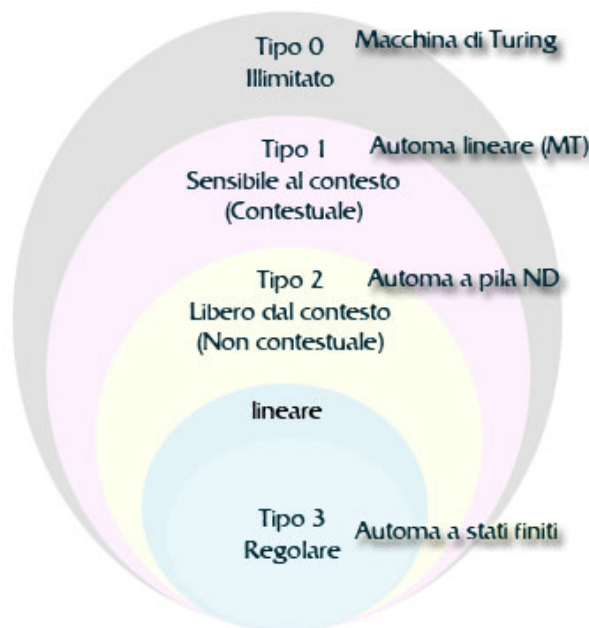 Tipo 0
Macchina di Turing
Illimitato
Tipo 1
Automa lineare (MT)
Sensibile al contesto
(Contestuale)
Tipo 2
Automa a pila ND
Libero dal contesto
(Non contestuale)
lineare
Tipo 3
Automa a stati finiti
Regolare